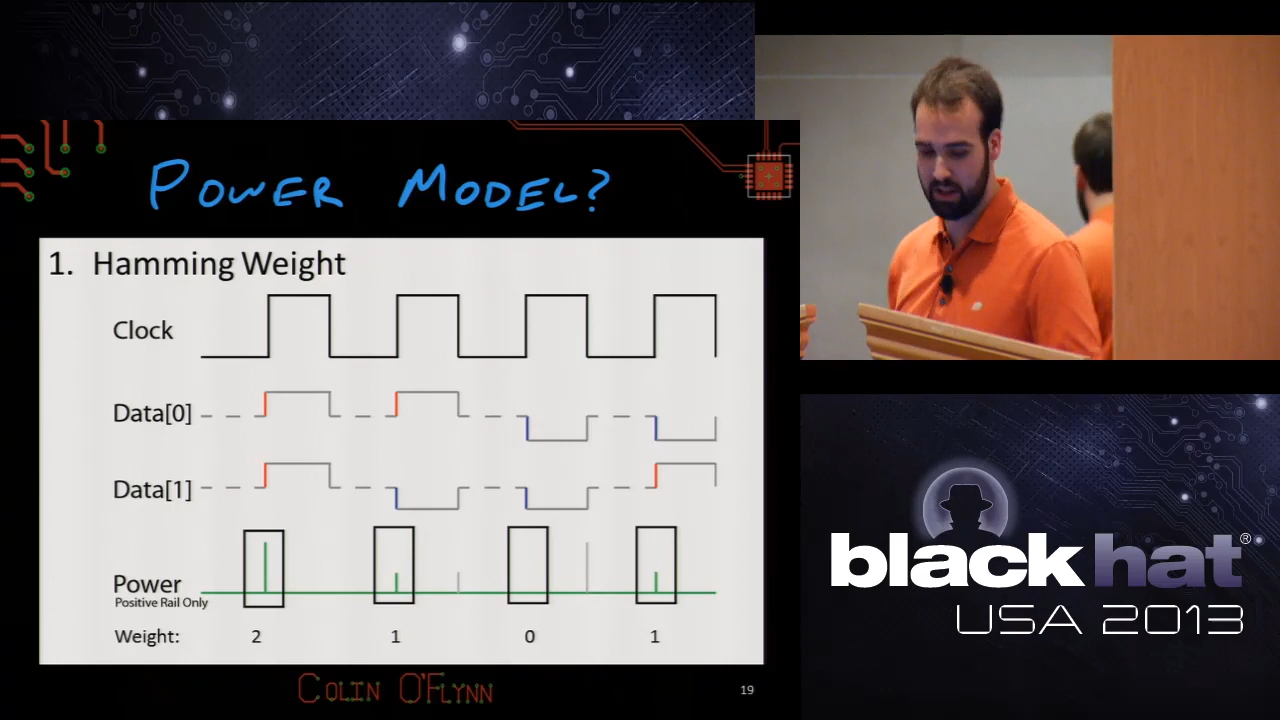 POWER MODEL?
1. Hamming Weight
Clock
Data[0]
Data[1]
Power
Positive Rail Only
Weight: 2 1 0 1
COLIN O'FLYNN
19
black hat®
USA 2013